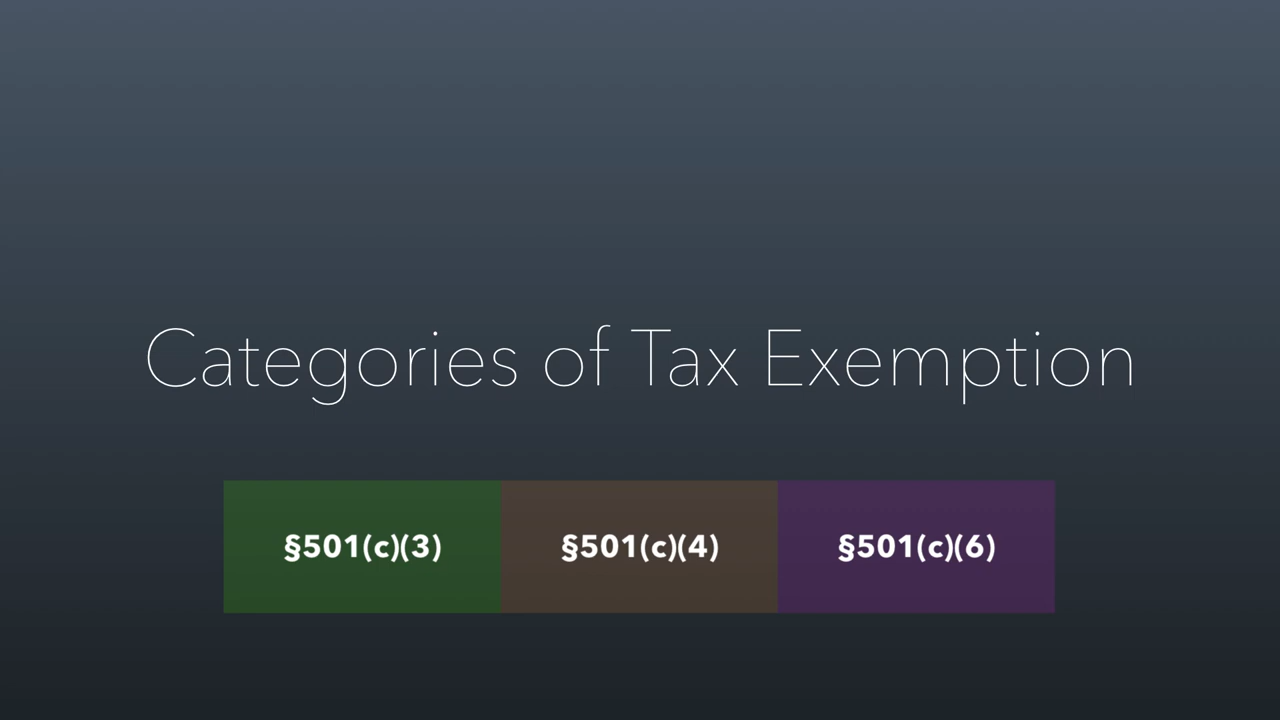 Categories of Tax Exemption
§501(c)(3) §501(c)(4) §501(c)(6)